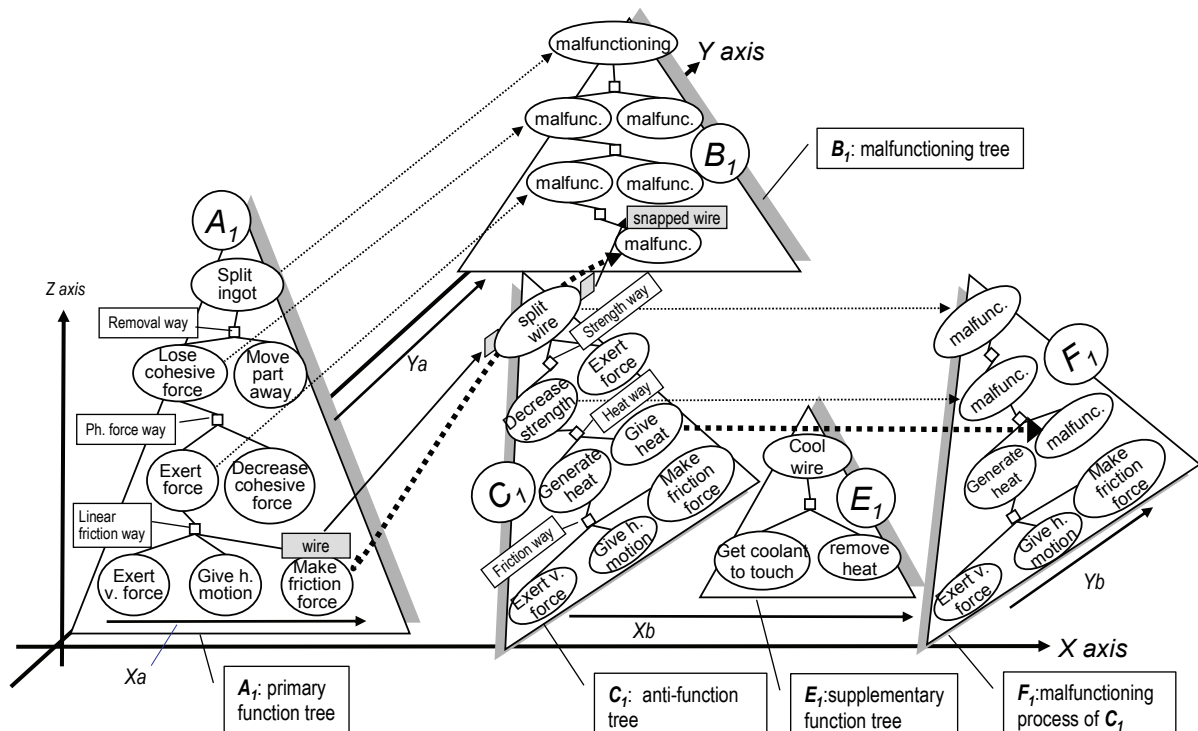 malfunctioning
Y axis
malfunc.
malfunc.
B1
B1: malfunctioning tree
malfunc.
malfunc.
snapped wire
malfunc.
A1
Split
ingot
Z axis
Removal way
Lose
cohesive
force
Move
part
away
Ya
Ph. force way
Exert
force
Decrease
cohesive
force
Linear
friction way
wire
Exert
v. force
Give h.
motion
Make
friction
force
Xa
A1: primary
function tree
split
wire
Strength way
Exert
force
Decrease
strength
Heat way
Give
heat
Generate
heat
C1
Make
friction
force
Friction way
Give h.
motion
Exert v.
force
Xb
C1: anti-function
tree
Cool
wire
E1
Get coolant
to touch
remove
heat
E1:supplementary
function tree
malfunc.
F1
malfunc.
malfunc.
Generate
heat
Make
friction
force
Give h.
motion
Exert v.
force
Yb
X axis
F1:malfunctioning
process of C1